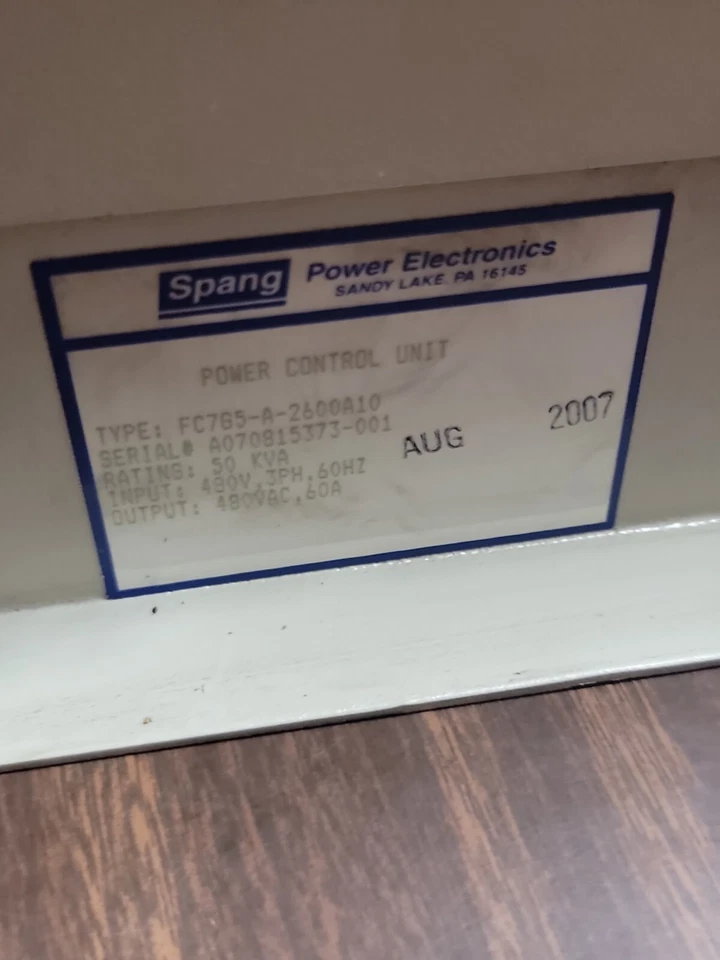 Spang Power Electronics
SANDY LAKE, PA 16145
POWER CONTROL UNIT
TYPE: FC7G5-A-2600A10
SERIAL# A070815373-001
RATING: 50 KVA
INPUT: 480V,3PH,60HZ
OUTPUT: 480VAC,60A
AUG 2007